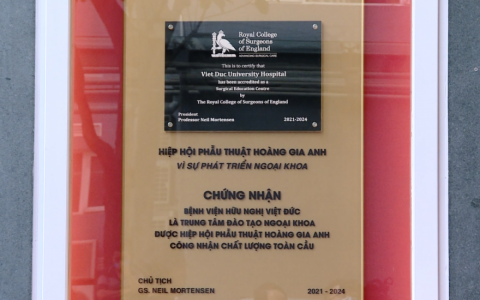 Royal College
of Surgeons
of England
ADVANCING SURGICAL CARE
This is to certify that
Viet Duc University Hospital
has been accredited as a
Surgical Education Centre
by
The Royal College of Surgeons of England
President
Professor Neil Mortensen 2021-2024
HIỆP HỘI PHẪU THUẬT HOÀNG GIA ANH
VÌ SỰ PHÁT TRIỂN NGOẠI KHOA
CHỨNG NHẬN
BỆNH VIỆN HỮU NGHỊ VIỆT ĐỨC
LÀ TRUNG TÂM ĐÀO TẠO NGOẠI KHOA
ĐƯỢC HIỆP HỘI PHẪU THUẬT HOÀNG GIA ANH
CÔNG NHẬN CHẤT LƯỢNG TOÀN CẦU
CHỦ TỊCH
GS. NEIL MORTENSEN 2021 - 2024